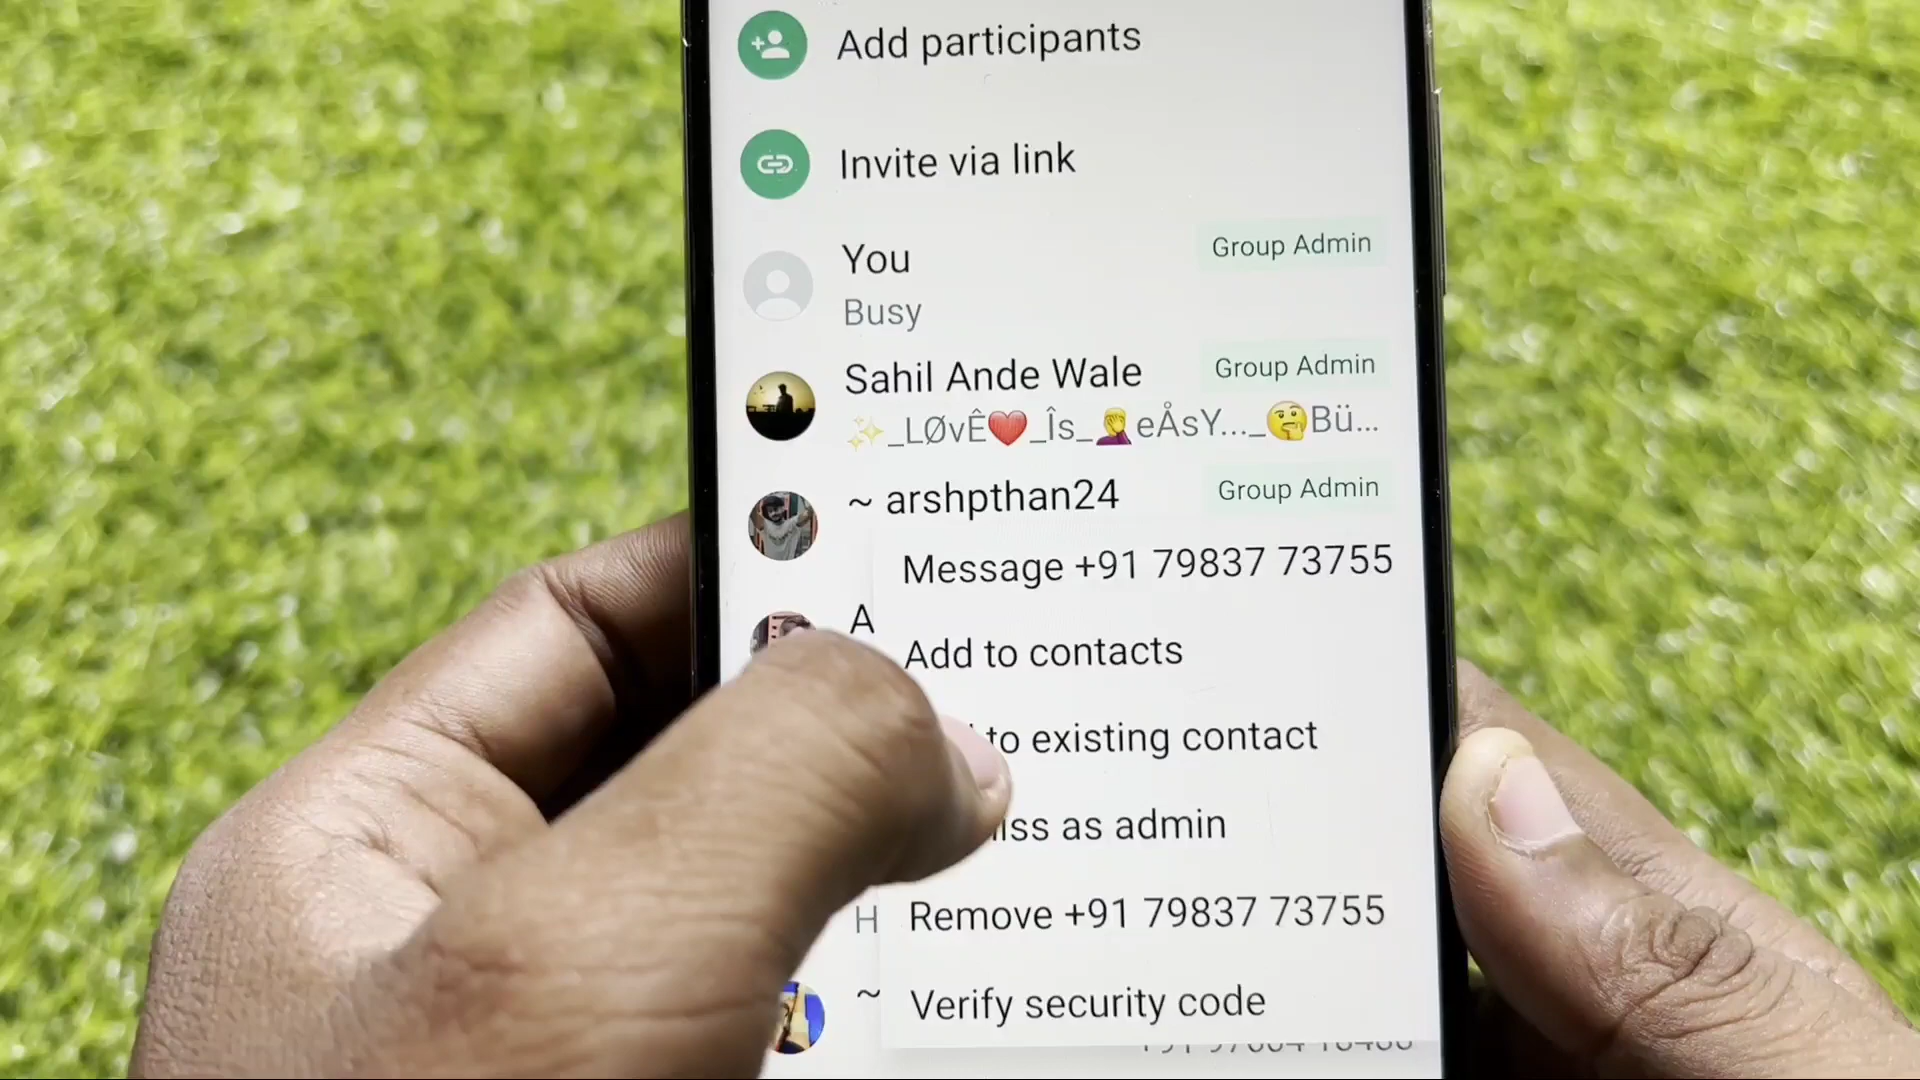 Add participants
Invite via link
You
Group Admin
Busy
Sahil Ande Wale
Group Admin
✨_LØvÊ❤️_Îs_🤦eÅsY..._🤔Bü...
~ arshpthan24
Group Admin
Message +91 79837 73755
A
Add to contacts
to existing contact
as admin
H
Remove +91 79837 73755
~
Verify security code